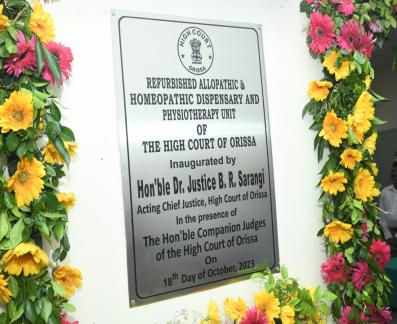 HIGH COURT
ORISSA
REFURBISHED ALLOPATHIC &
HOMEOPATHIC DISPENSARY AND
PHYSIOTHERAPY UNIT
OF
THE HIGH COURT OF ORISSA
Inaugurated by
Hon'ble Dr. Justice B. R. Sarangi
Acting Chief Justice, High Court of Orissa
In the presence of
The Hon'ble Companion Judges
of the High Court of Orissa
On
18th Day of October, 2023